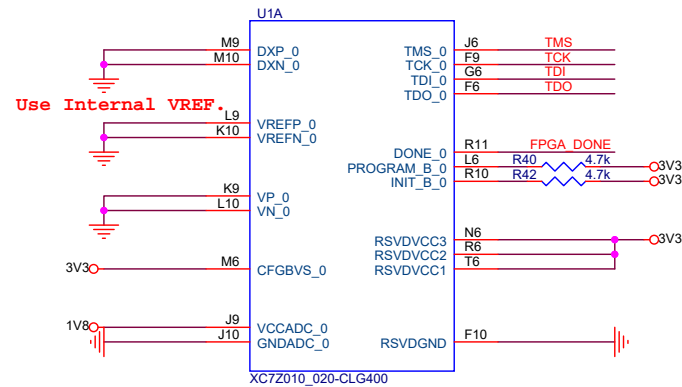 U1A
M9 DXP_0 TMS_0 J6 TMS
M10 DXN_0 TCK_0 F9 TCK
TDI_0 G6 TDI
TDO_0 F6 TDO
Use Internal VREF.
L9 VREFP_0
K10 VREFN_0
DONE_0 R11 FPGA_DONE
PROGRAM_B_0 L6 R40 4.7k 3V3
INIT_B_0 R10 R42 4.7k 3V3
K9 VP_0
L10 VN_0
RSVDVCC3 N6 3V3
RSVDVCC2 R6
3V3 M6 CFGBVS_0 RSVDVCC1 T6
1V8 J9 VCCADC_0
J10 GNDADC_0 RSVDGND F10
XC7Z010_020-CLG400